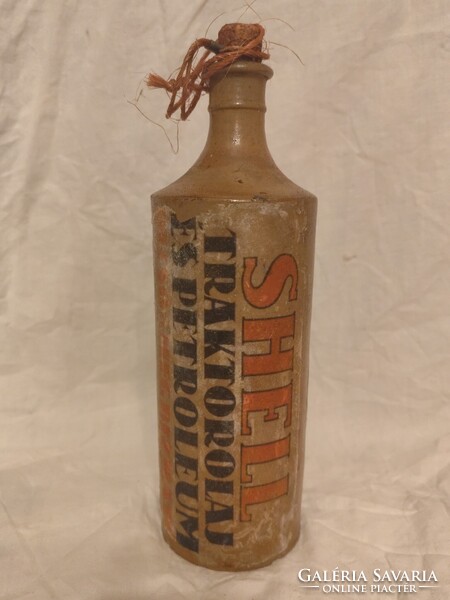 SHELL
TRAKTOROLAJ
ÉS PETROLEUM
GALÉRIA SAVARIA
ONLINE PIACTÉR